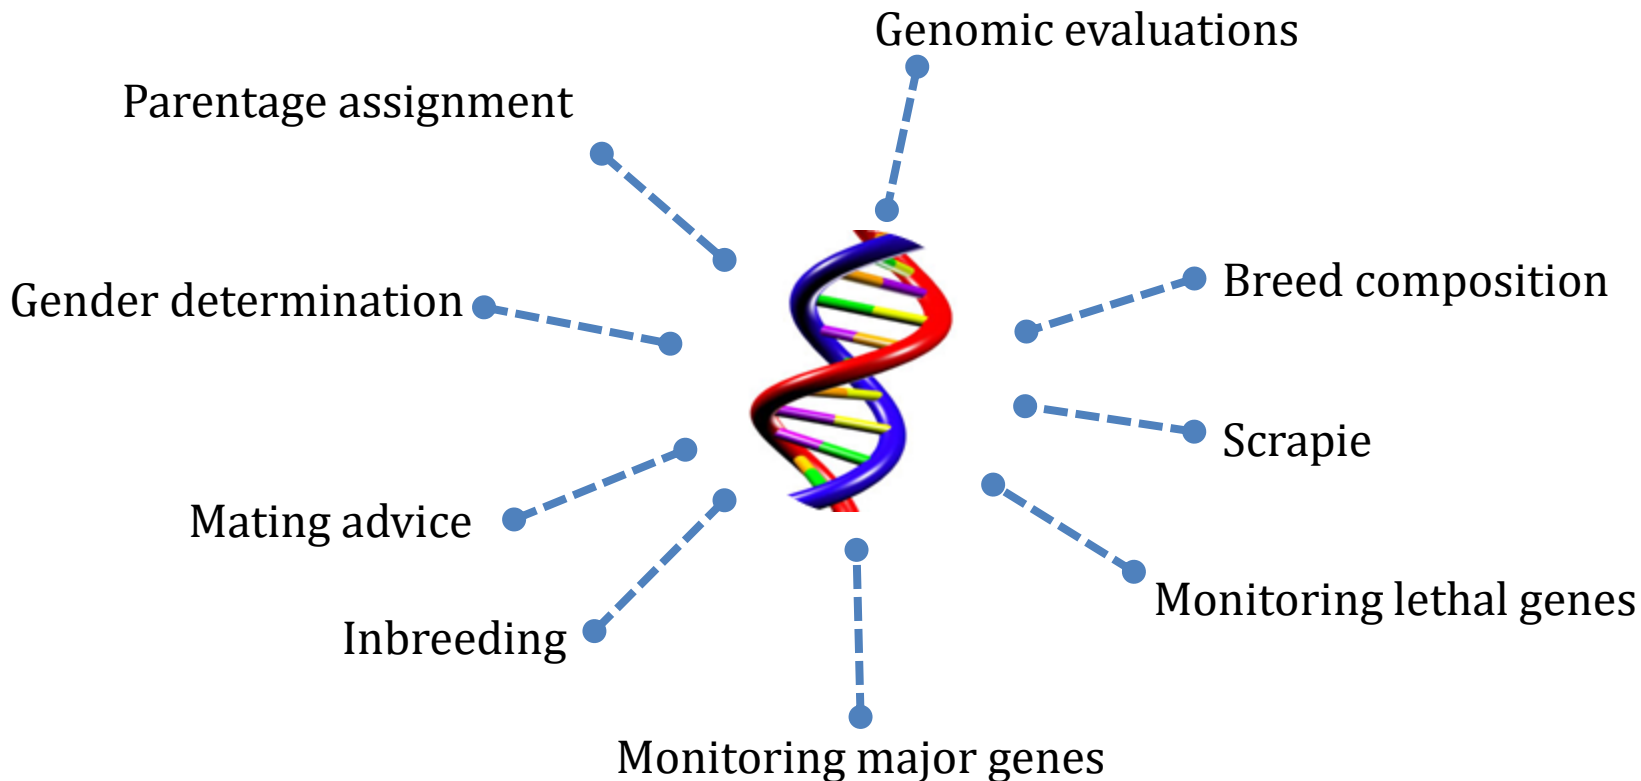 Genomic evaluations
Parentage assignment
Breed composition
Gender determination
Scrapie
Mating advice
Monitoring lethal genes
Inbreeding
Monitoring major genes